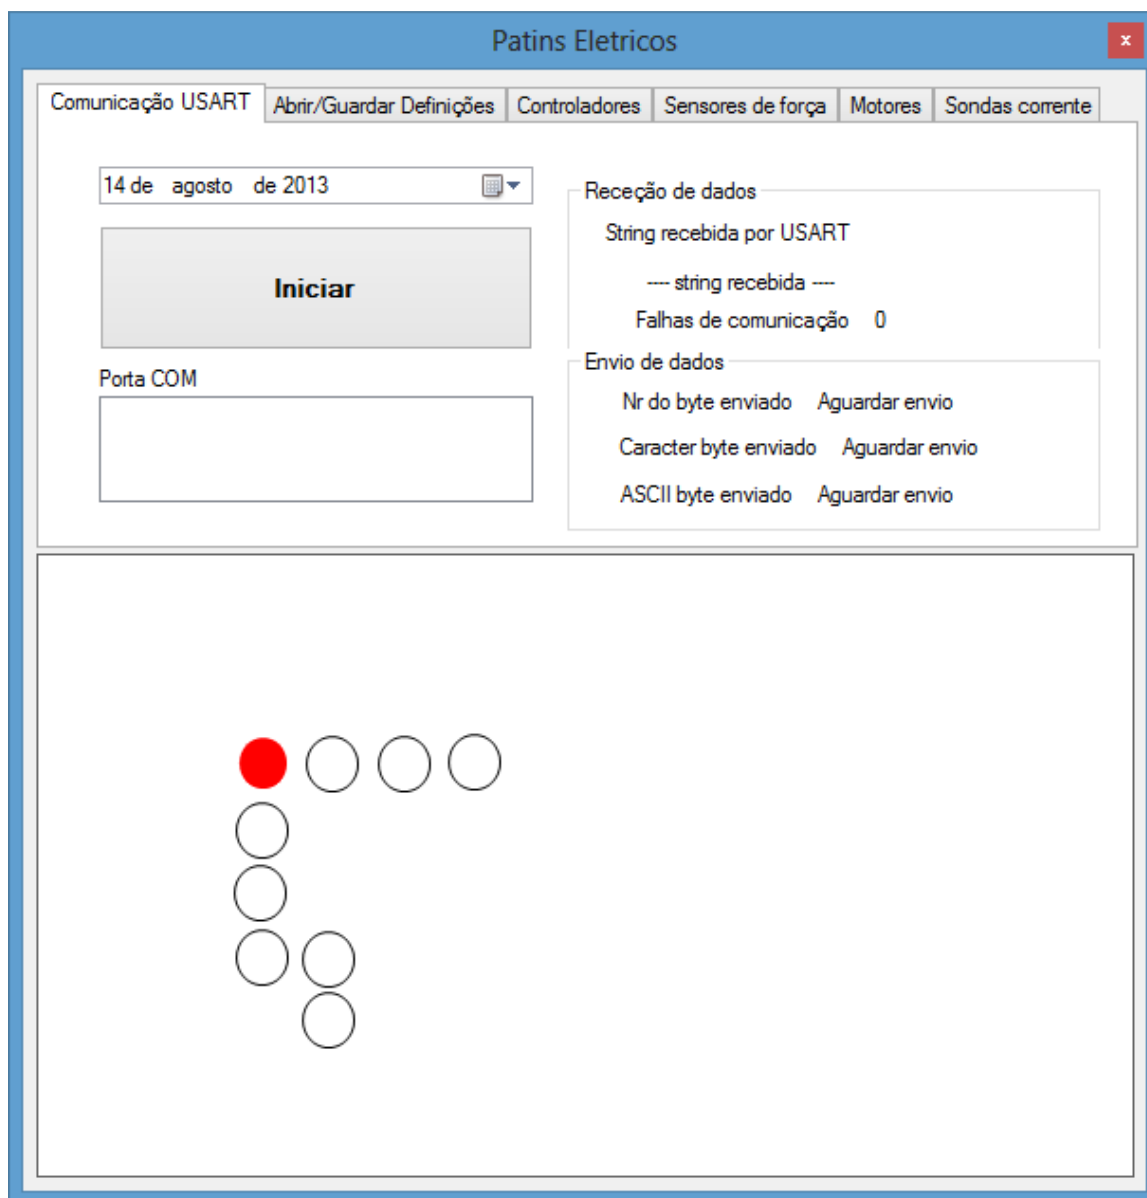 Patins Eletricos
x
Comunicação USART Abrir/Guardar Definições Controladores Sensores de força Motores Sondas corrente
14 de agosto de 2013
Iniciar
Porta COM
Receção de dados
String recebida por USART
---- string recebida ----
Falhas de comunicação 0
Envio de dados
Nr do byte enviado Aguardar envio
Caracter byte enviado Aguardar envio
ASCII byte enviado Aguardar envio